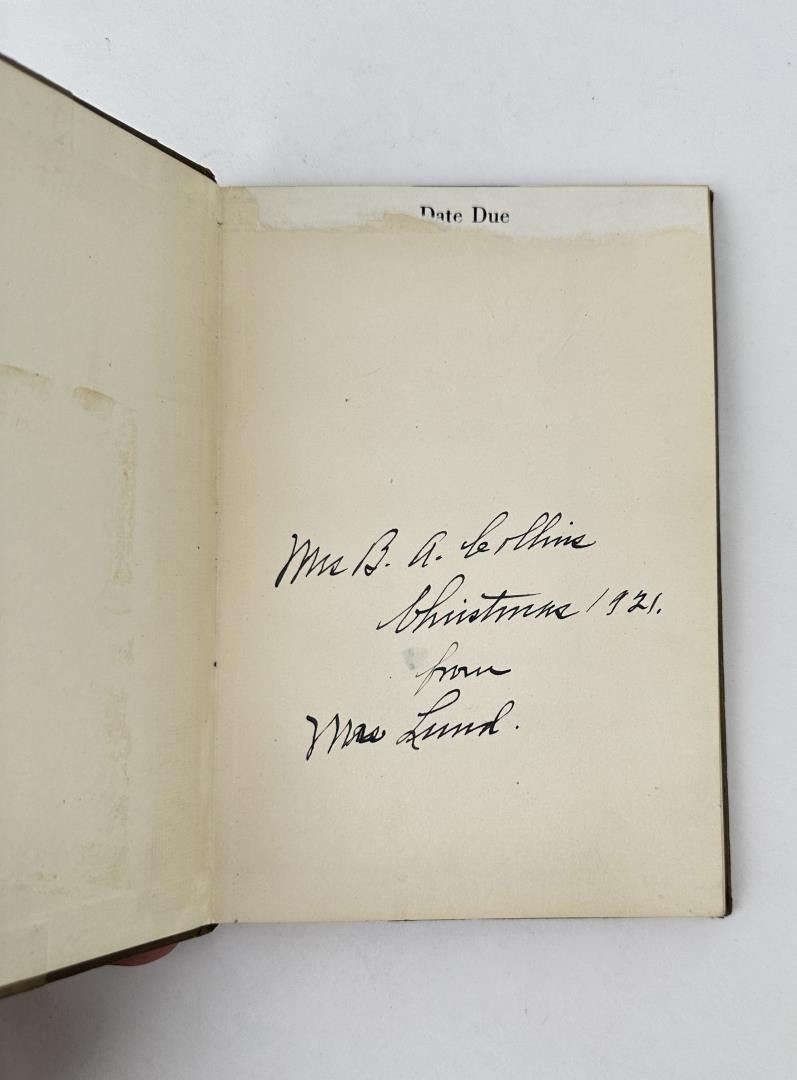 Date Due
Mrs B. A. Collins
Christmas 1921.
from
Mrs Lund.